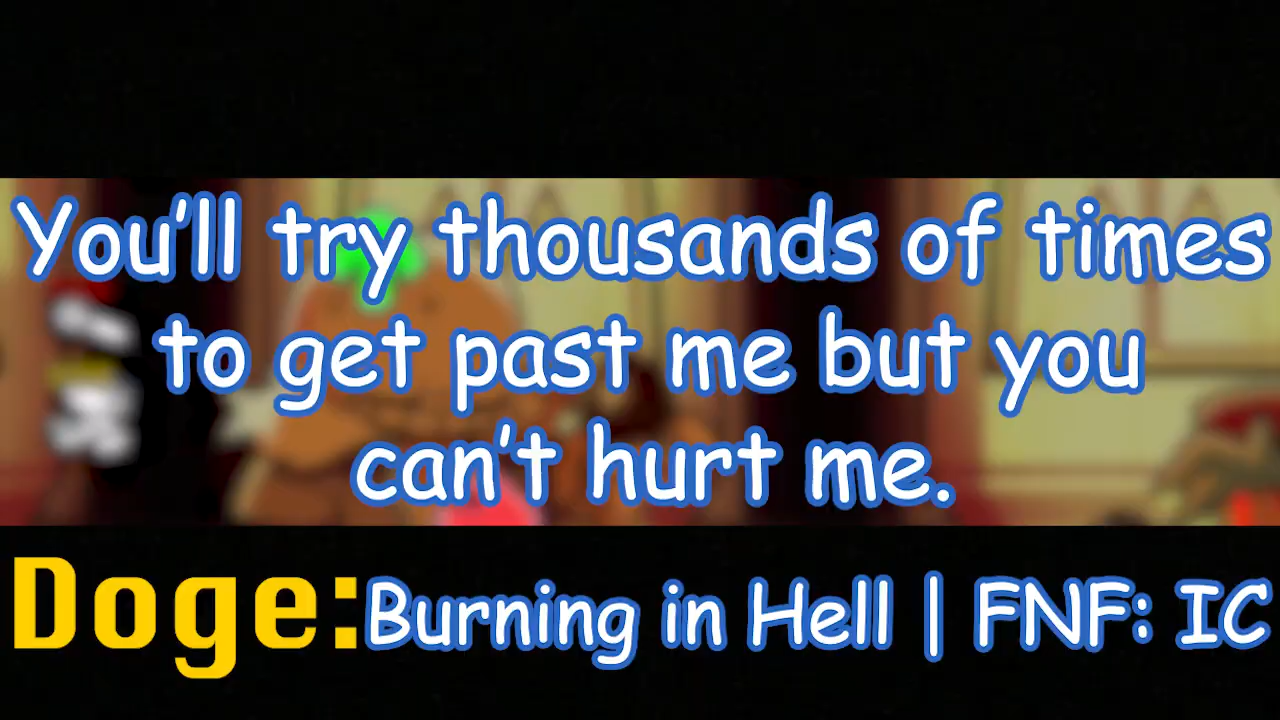 You'll try thousands of times
to get past me but you
can't hurt me.
Doge: Burning in Hell | FNF: IC